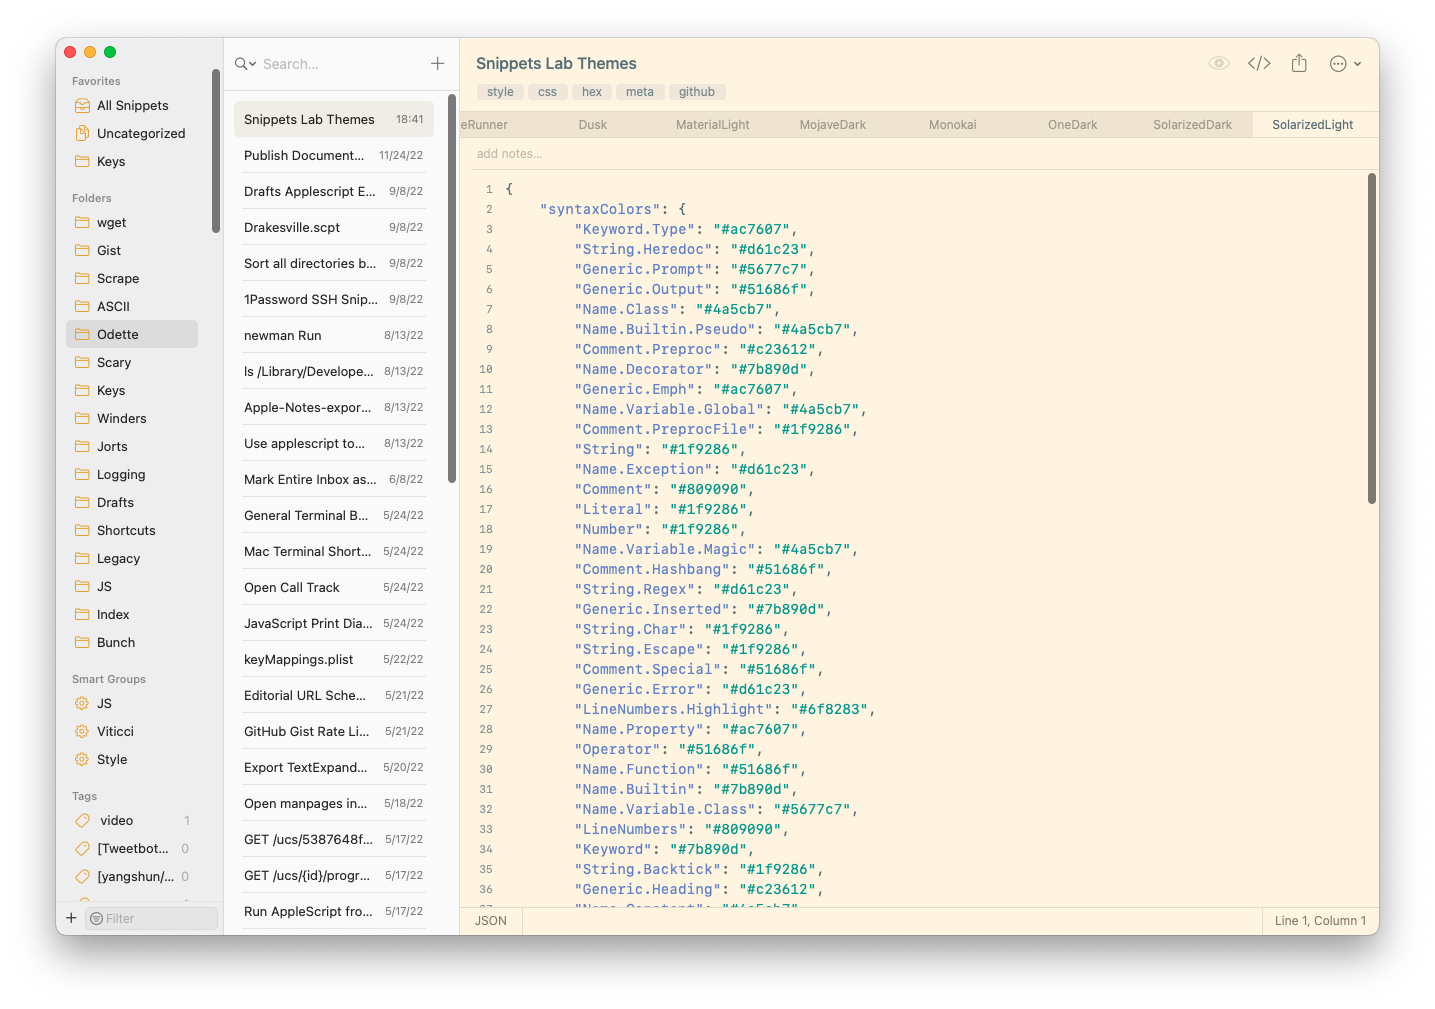 Favorites
All Snippets
Uncategorized
Keys
Folders
wget
Gist
Scrape
ASCII
Odette
Scary
Keys
Winders
Jorts
Logging
Drafts
Shortcuts
Legacy
JS
Index
Bunch
Smart Groups
JS
Viticci
Style
Tags
video 1
[Tweetbot... 0
[yangshun/... 0
Filter
Search...
Snippets Lab Themes 18:41
Publish Document... 11/24/22
Drafts Applescript E... 9/8/22
Drakesville.scpt 9/8/22
Sort all directories b... 9/8/22
1Password SSH Snip... 9/8/22
newman Run 8/13/22
ls /Library/Develope... 8/13/22
Apple-Notes-expor... 8/13/22
Use applescript to... 8/13/22
Mark Entire Inbox as... 6/8/22
General Terminal B... 5/24/22
Mac Terminal Short... 5/24/22
Open Call Track 5/24/22
JavaScript Print Dia... 5/24/22
keyMappings.plist 5/22/22
Editorial URL Sche... 5/21/22
GitHub Gist Rate Li... 5/21/22
Export TextExpand... 5/20/22
Open manpages in... 5/18/22
GET /ucs/5387648f... 5/17/22
GET /ucs/{id}/progr... 5/17/22
Run AppleScript fro... 5/17/22
Snippets Lab Themes
style css hex meta github
eRunner Dusk MaterialLight MojaveDark Monokai OneDark SolarizedDark SolarizedLight
add notes...
1 {
2 "syntaxColors": {
3 "Keyword.Type": "#ac7607",
4 "String.Heredoc": "#d61c23",
5 "Generic.Prompt": "#5677c7",
6 "Generic.Output": "#51686f",
7 "Name.Class": "#4a5cb7",
8 "Name.Builtin.Pseudo": "#4a5cb7",
9 "Comment.Preproc": "#c23612",
10 "Name.Decorator": "#7b890d",
11 "Generic.Emph": "#ac7607",
12 "Name.Variable.Global": "#4a5cb7",
13 "Comment.PreprocFile": "#1f9286",
14 "String": "#1f9286",
15 "Name.Exception": "#d61c23",
16 "Comment": "#809090",
17 "Literal": "#1f9286",
18 "Number": "#1f9286",
19 "Name.Variable.Magic": "#4a5cb7",
20 "Comment.Hashbang": "#51686f",
21 "String.Regex": "#d61c23",
22 "Generic.Inserted": "#7b890d",
23 "String.Char": "#1f9286",
24 "String.Escape": "#1f9286",
25 "Comment.Special": "#51686f",
26 "Generic.Error": "#d61c23",
27 "LineNumbers.Highlight": "#6f8283",
28 "Name.Property": "#ac7607",
29 "Operator": "#51686f",
30 "Name.Function": "#51686f",
31 "Name.Builtin": "#7b890d",
32 "Name.Variable.Class": "#5677c7",
33 "LineNumbers": "#809090",
34 "Keyword": "#7b890d",
35 "String.Backtick": "#1f9286",
36 "Generic.Heading": "#c23612",
JSON
Line 1, Column 1